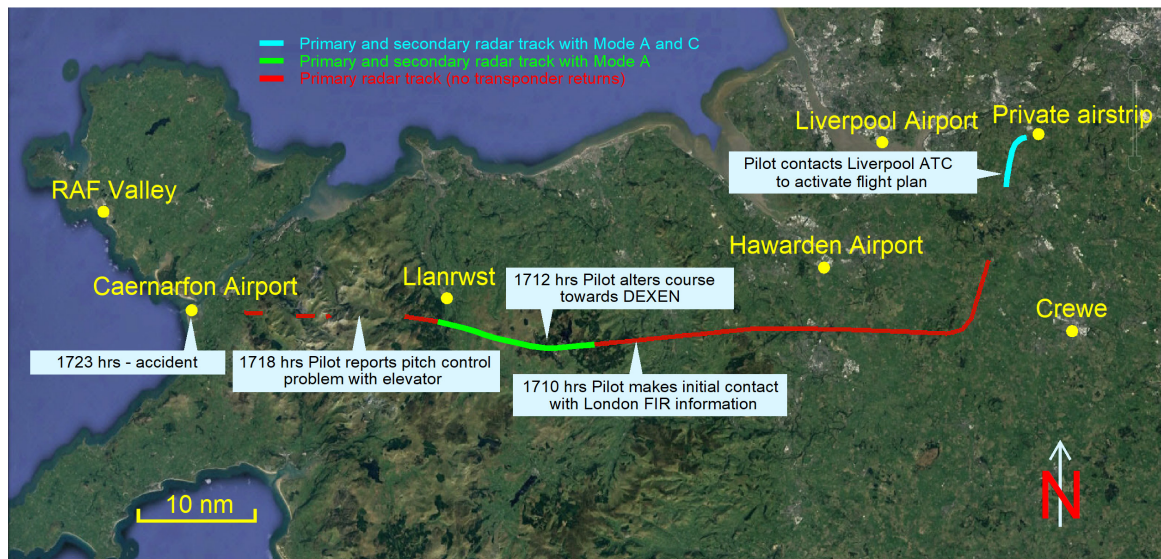 Primary and secondary radar track with Mode A and C
Primary and secondary radar track with Mode A
Primary radar track (no transponder returns)
Liverpool Airport
Private airstrip
Pilot contacts Liverpool ATC
to activate flight plan
RAF Valley
Hawarden Airport
Llanrwst
1712 hrs Pilot alters course
towards DEXEN
Caernarfon Airport
Crewe
1723 hrs - accident
1718 hrs Pilot reports pitch control
problem with elevator
1710 hrs Pilot makes initial contact
with London FIR information
10 nm
N